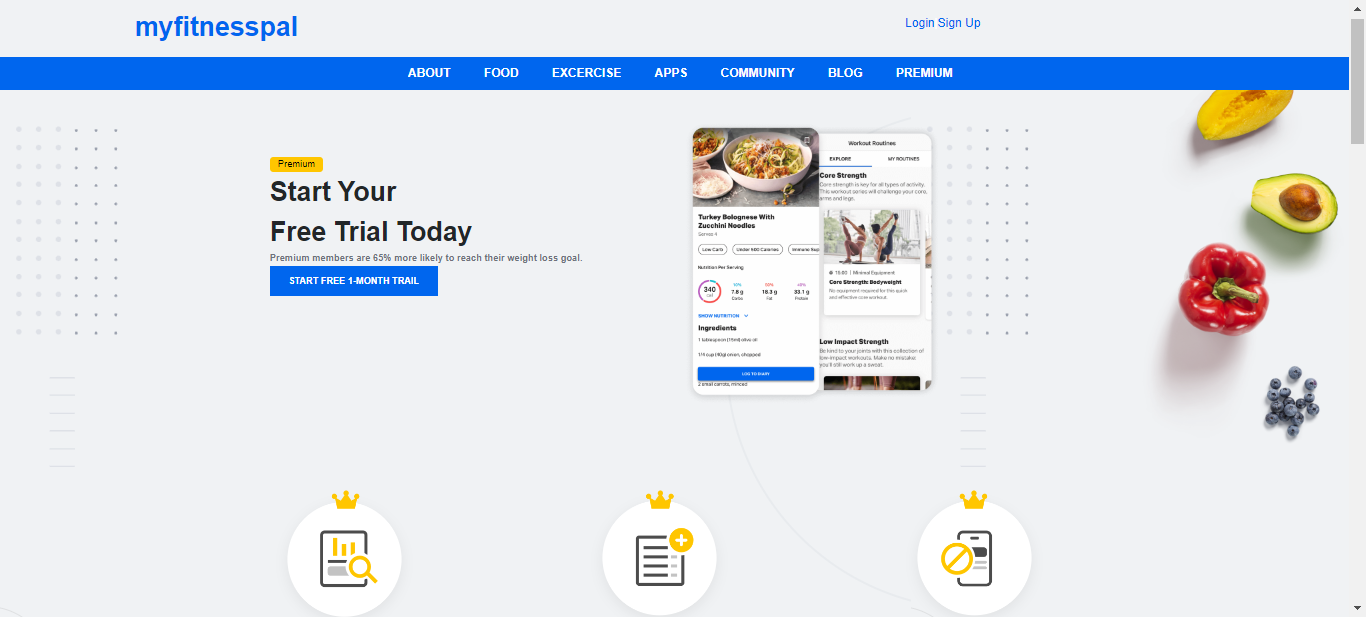 myfitnesspal
Login Sign Up
ABOUT FOOD EXCERCISE APPS COMMUNITY BLOG PREMIUM
Premium
Start Your
Free Trial Today
Premium members are 65% more likely to reach their weight loss goal.
START FREE 1-MONTH TRAIL
Turkey Bolognese With
Zucchini Noodles
Serves 4
Low Carb Under 500 Calories Immune Sup
Nutrition Per Serving
340
cal
10% 50% 40%
7.8 g 18.3 g 33.1 g
Carbs Fat Protein
SHOW NUTRITION
Ingredients
1 tablespoon (15ml) olive oil
1/4 cup (40g) onion, chopped
LOG TO DIARY
2 small carrots, minced
Workout Routines
EXPLORE MY ROUTINES
Core Strength
Core strength is key for all types of activity.
This workout series will challenge your core,
arms and legs.
15:00 | Minimal Equipment
Core Strength: Bodyweight
No equipment required for this quick
and effective core workout.
Low Impact Strength
Be kind to your joints with this collection of
low-impact workouts. Make no mistake:
you'll still work up a sweat.